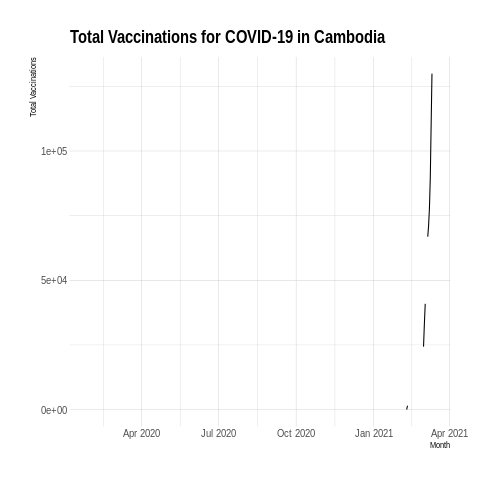 Total Vaccinations for COVID-19 in Cambodia
Total Vaccinations
1e+05
5e+04
0e+00
Apr 2020 Jul 2020 Oct 2020 Jan 2021 Apr 2021
Month